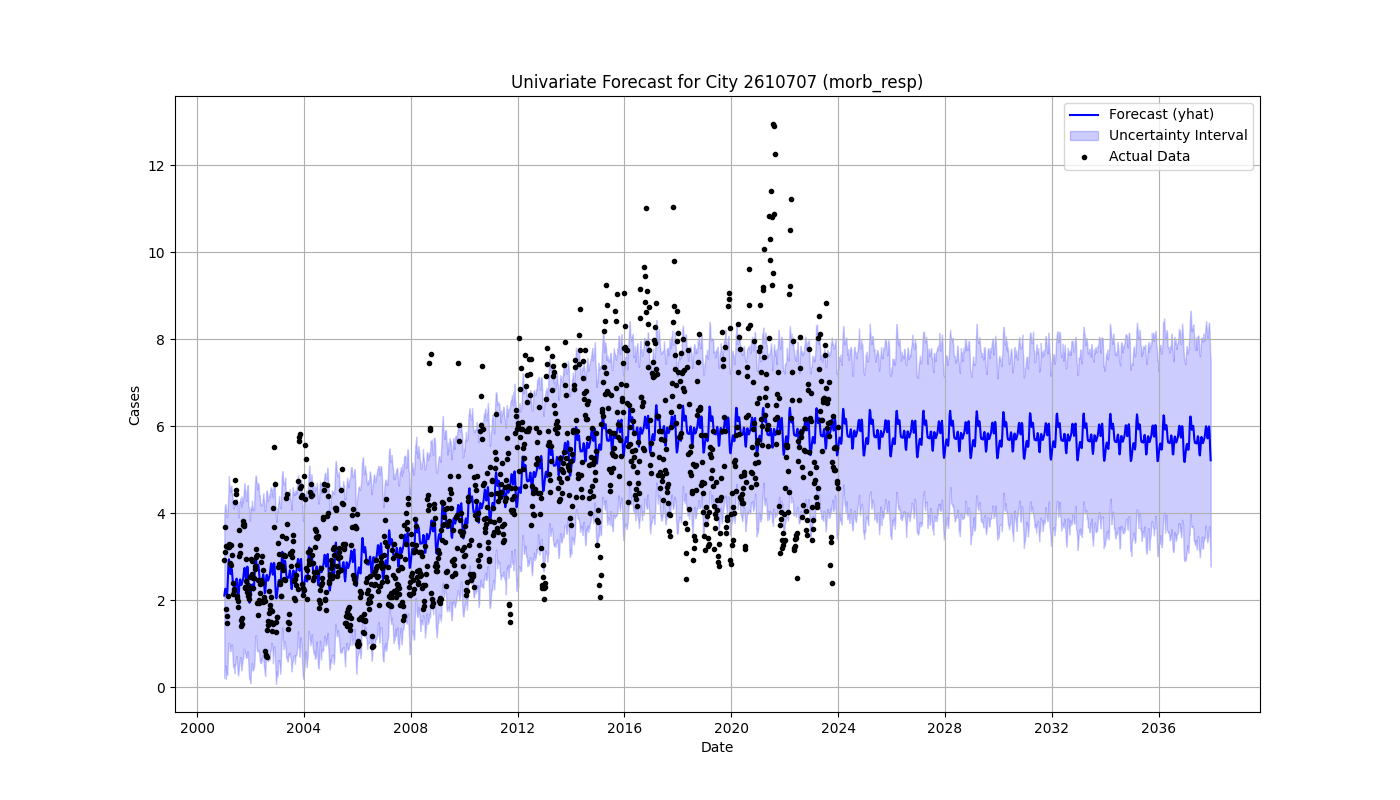 Univariate Forecast for City 2610707 (morb_resp)
Forecast (yhat)
Uncertainty Interval
Actual Data
Cases
12
10
8
6
4
2
0
2000 2004 2008 2012 2016 2020 2024 2028 2032 2036
Date